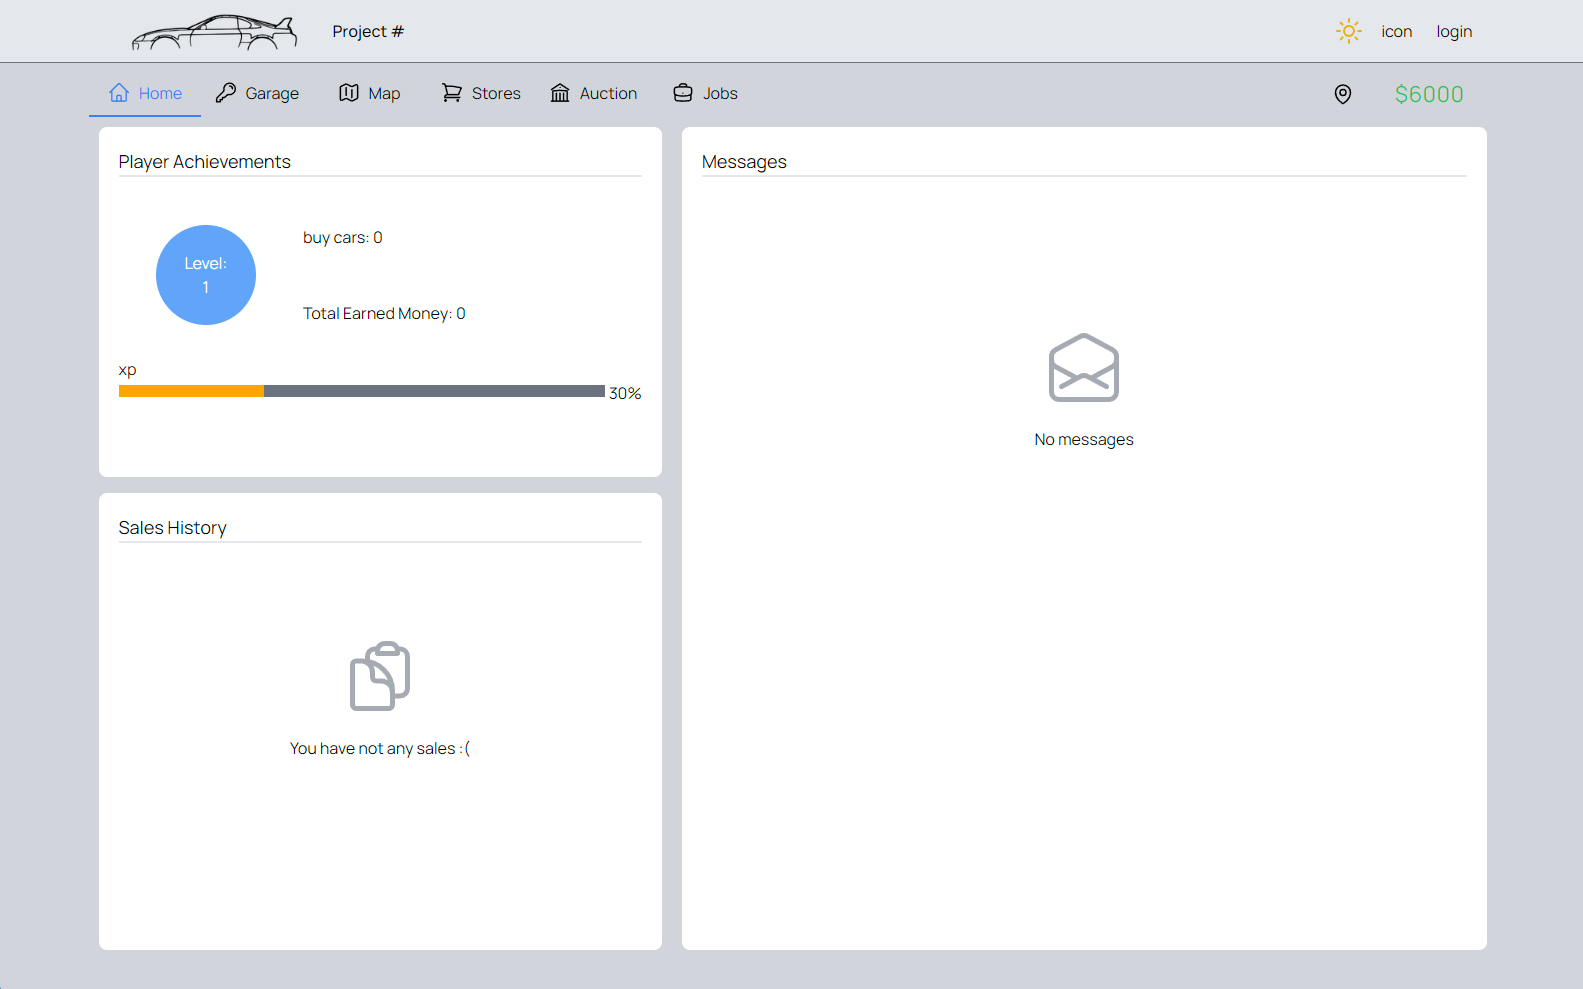 Project #
icon
login
Home
Garage
Map
Stores
Auction
Jobs
$6000
Player Achievements
Level:
1
buy cars: 0
Total Earned Money: 0
xp
30%
Sales History
You have not any sales :(
Messages
No messages